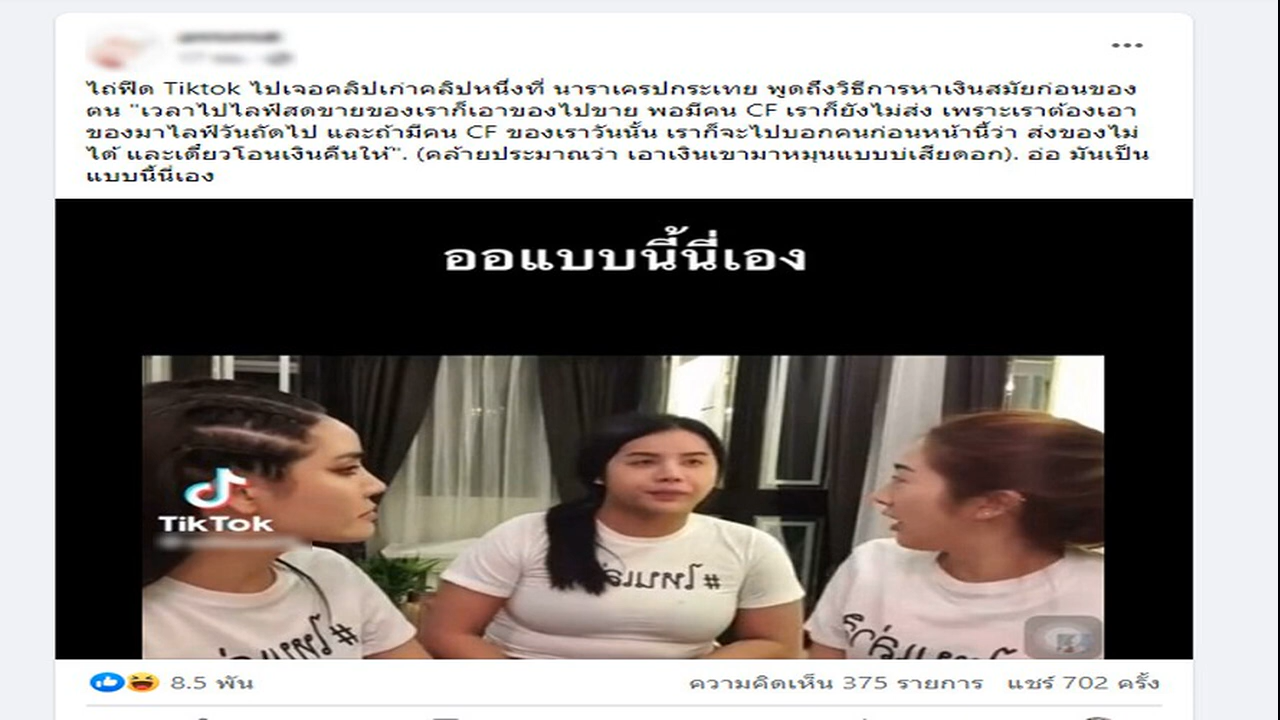 ไถ่ฟีด Tiktok ไปเจอคลิปเก่าคลิปหนึ่งที่ นาราเครปกระเทย พูดถึงวิธีการหาเงินสมัยก่อนของ
ตน "เวลาไปไลฟ์สดขายของเราก็เอาของไปขาย พอมีคน CF เราก็ยังไม่ส่ง เพราะเราต้องเอา
ของมาไลฟ์วันถัดไป และถ้ามีคน CF ของเราวันนั้น เราก็จะไปบอกคนก่อนหน้านี้ว่า ส่งของไม่
ได้ และเดี๋ยวโอนเงินคืนให้". (คล้ายประมาณว่า เอาเงินเขามาหมุนแบบบ่เสียดอก). อ่อ มันเป็น
แบบนี้นี่เอง
ออแบบนี้นี่เอง
TikTok
#โหนเล่
8.5 พัน
ความคิดเห็น 375 รายการ แชร์ 702 ครั้ง